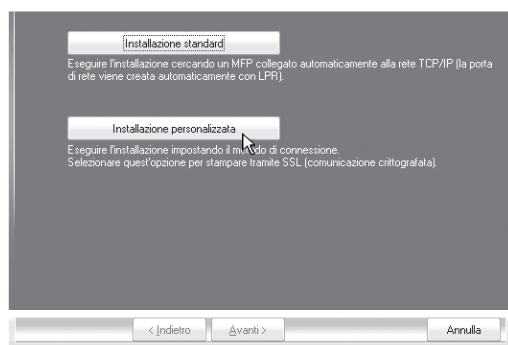 Installazione standard
Eseguire l'installazione cercando un MFP collegato automaticamente alla rete TCP/IP (la porta
di rete viene creata automaticamente con LPR).
Installazione personalizzata
Eseguire l'installazione impostando il metodo di connessione.
Selezionare quest'opzione per stampare tramite SSL (comunicazione crittografata).
< Indietro
Avanti >
Annulla